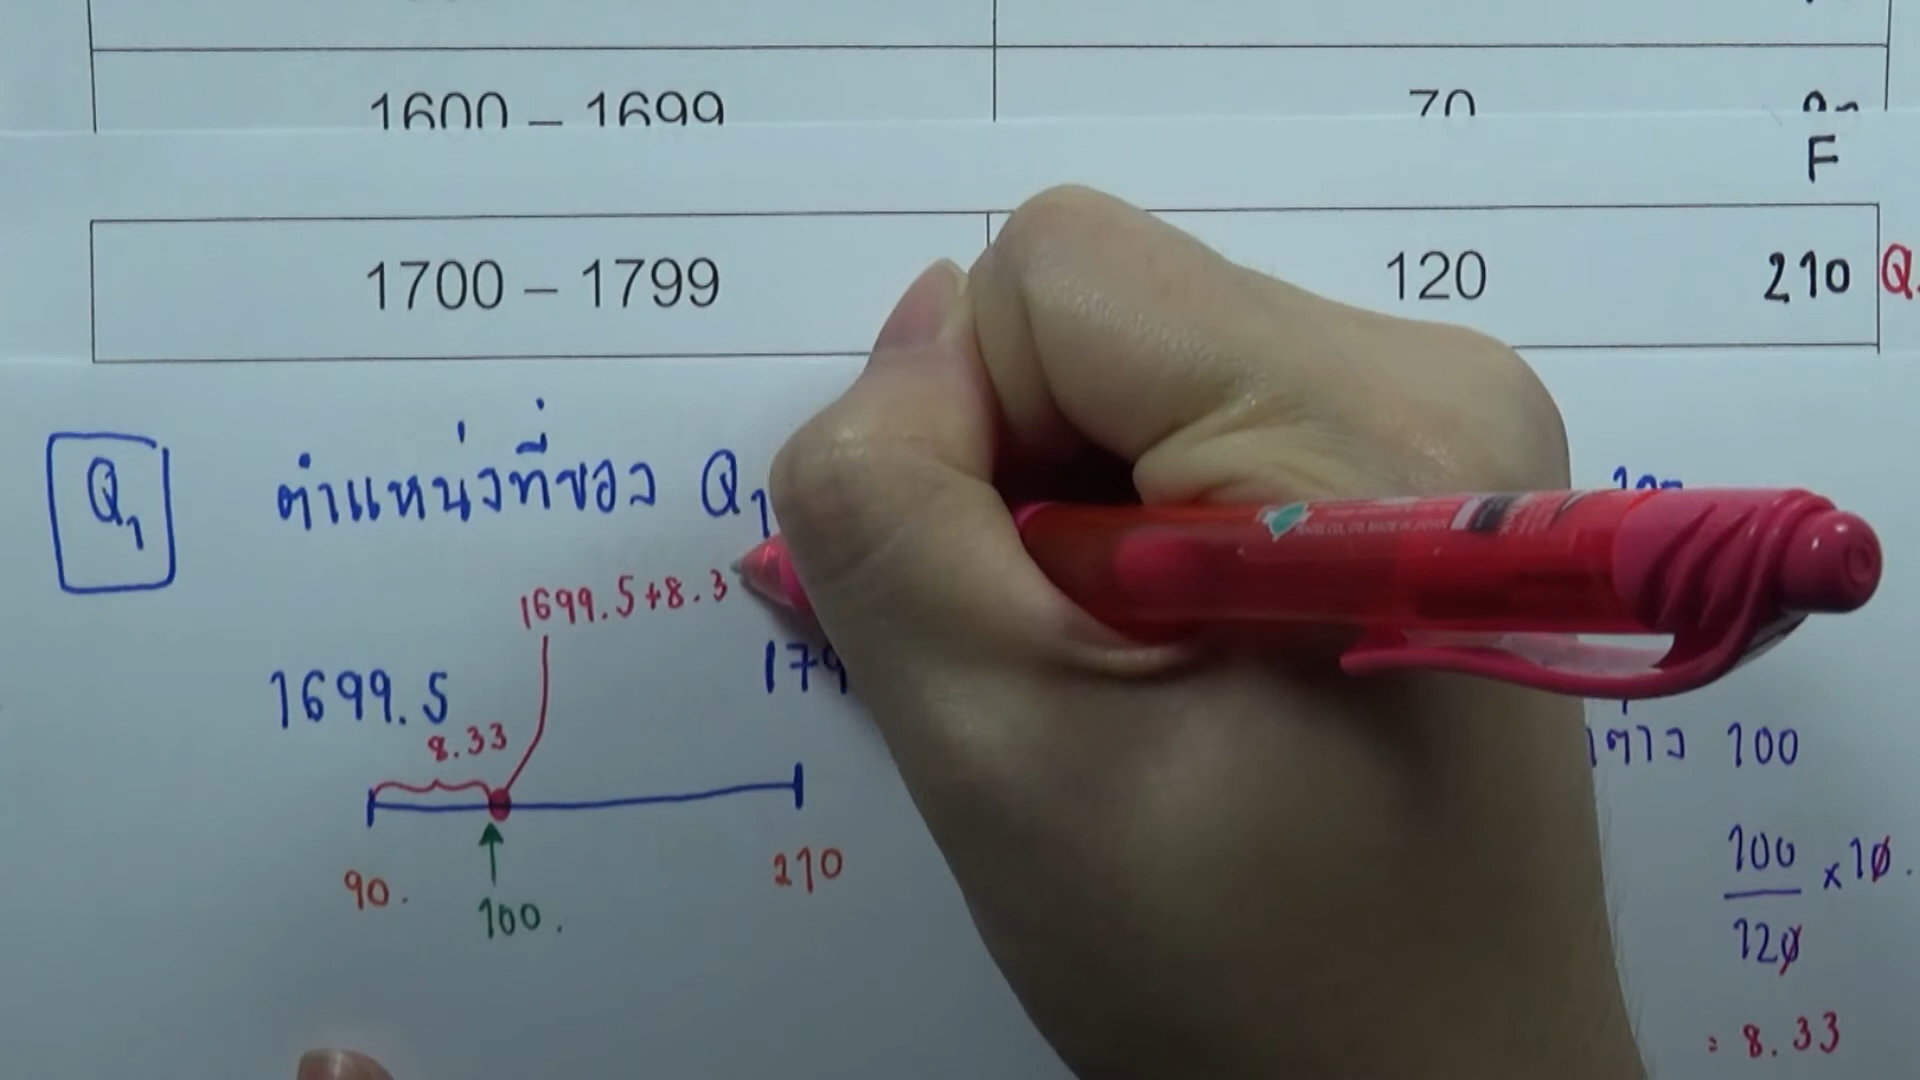 1600 – 1699 70
F
1700 – 1799 120 210 Q
Q₁ ตำแหน่งที่ของ Q₁
1699.5+8.3
1699.5 179
8.33 100
90. 100. 210
100/120 × 10.
= 8.33